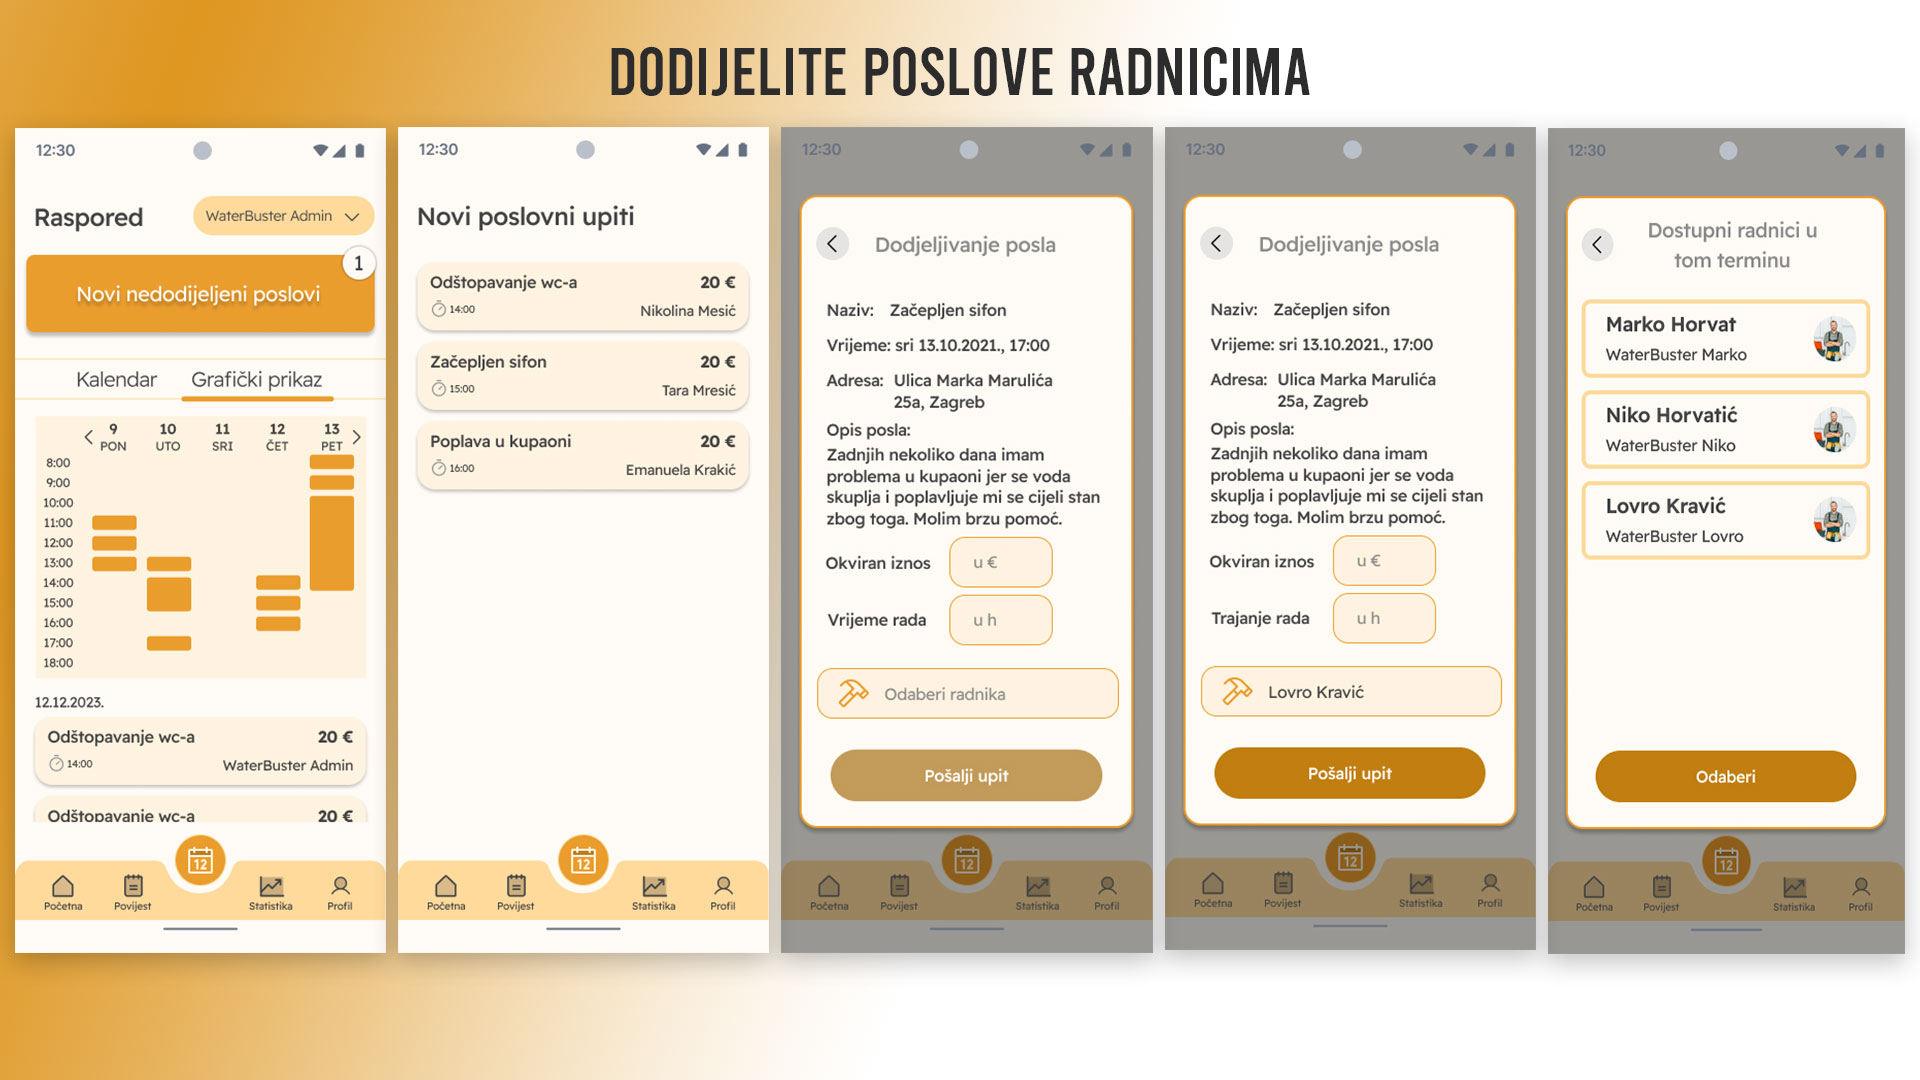 DODIJELITE POSLOVE RADNICIMA
12:30
Raspored
WaterBuster Admin
1
Novi nedodijeljeni poslovi
Kalendar Grafički prikaz
9 10 11 12 13
PON UTO SRI ČET PET
8:00
9:00
10:00
11:00
12:00
13:00
14:00
15:00
16:00
17:00
18:00
12.12.2023.
Odštopavanje wc-a 20 €
14:00 WaterBuster Admin
Odštopavanje wc-a 20 €
12
Početna Povijest Statistika Profil
12:30
Novi poslovni upiti
Odštopavanje wc-a 20 €
14:00 Nikolina Mesić
Začepljen sifon 20 €
15:00 Tara Mresić
Poplava u kupaoni 20 €
16:00 Emanuela Krakić
12
Početna Povijest Statistika Profil
12:30
Dodjeljivanje posla
Naziv: Začepljen sifon
Vrijeme: sri 13.10.2021., 17:00
Adresa: Ulica Marka Marulića
25a, Zagreb
Opis posla:
Zadnjih nekoliko dana imam
problema u kupaoni jer se voda
skuplja i poplavljuje mi se cijeli stan
zbog toga. Molim brzu pomoć.
Okviran iznos u €
Vrijeme rada u h
Odaberi radnika
Pošalji upit
12
Početna Povijest Statistika Profil
12:30
Dodjeljivanje posla
Naziv: Začepljen sifon
Vrijeme: sri 13.10.2021., 17:00
Adresa: Ulica Marka Marulića
25a, Zagreb
Opis posla:
Zadnjih nekoliko dana imam
problema u kupaoni jer se voda
skuplja i poplavljuje mi se cijeli stan
zbog toga. Molim brzu pomoć.
Okviran iznos u €
Trajanje rada u h
Lovro Kravić
Pošalji upit
12
Početna Povijest Statistika Profil
12:30
Dostupni radnici u
tom terminu
Marko Horvat
WaterBuster Marko
Niko Horvatić
WaterBuster Niko
Lovro Kravić
WaterBuster Lovro
Odaberi
12
Početna Povijest Statistika Profil